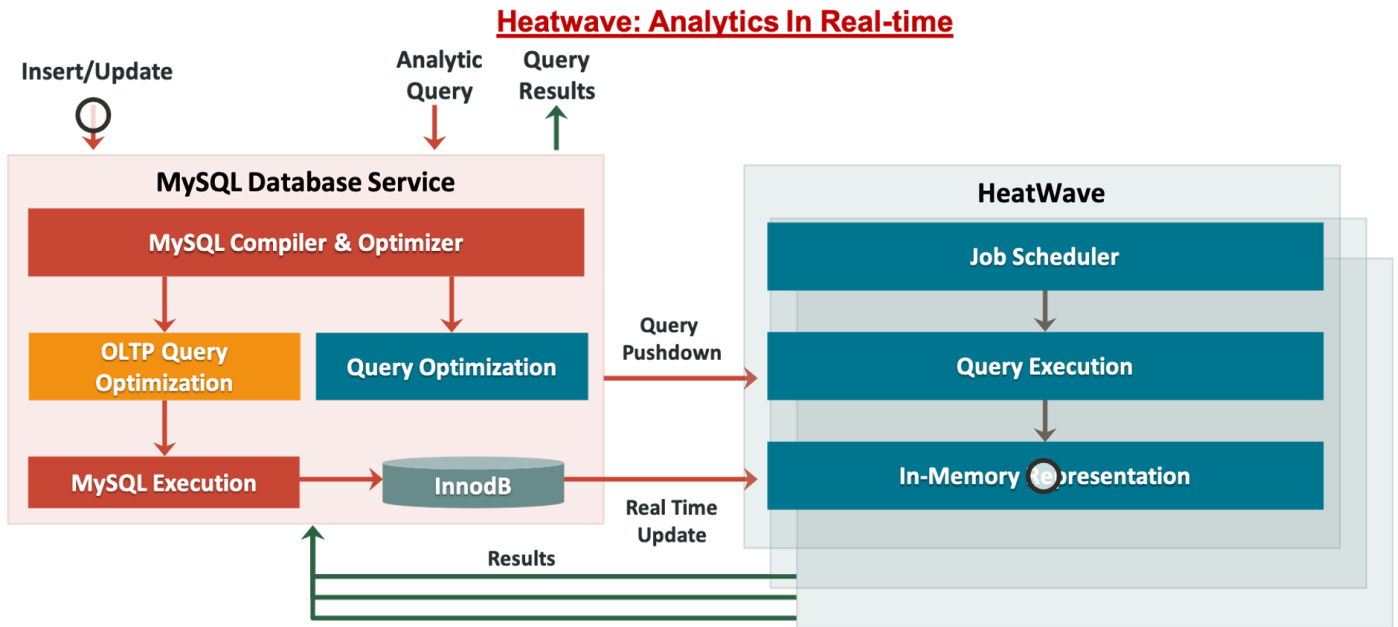 Heatwave: Analytics In Real-time
Insert/Update
Analytic
Query
Query
Results
MySQL Database Service
MySQL Compiler & Optimizer
OLTP Query
Optimization
Query Optimization
MySQL Execution
InnodB
Query
Pushdown
Real Time
Update
Results
HeatWave
Job Scheduler
Query Execution
In-Memory Representation